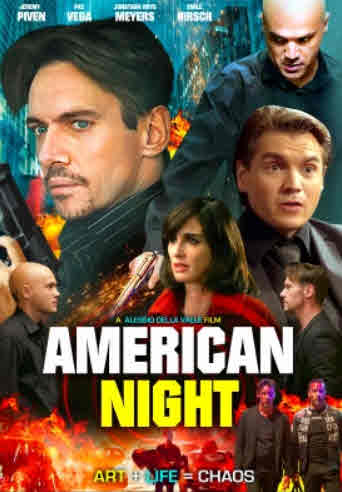 JEREMY PIVEN
PAZ VEGA
JONATHAN RHYS MEYERS
EMILE HIRSCH
A ALESSIO DELLA VALLE FILM
AMERICAN
NIGHT
ART + LIFE = CHAOS